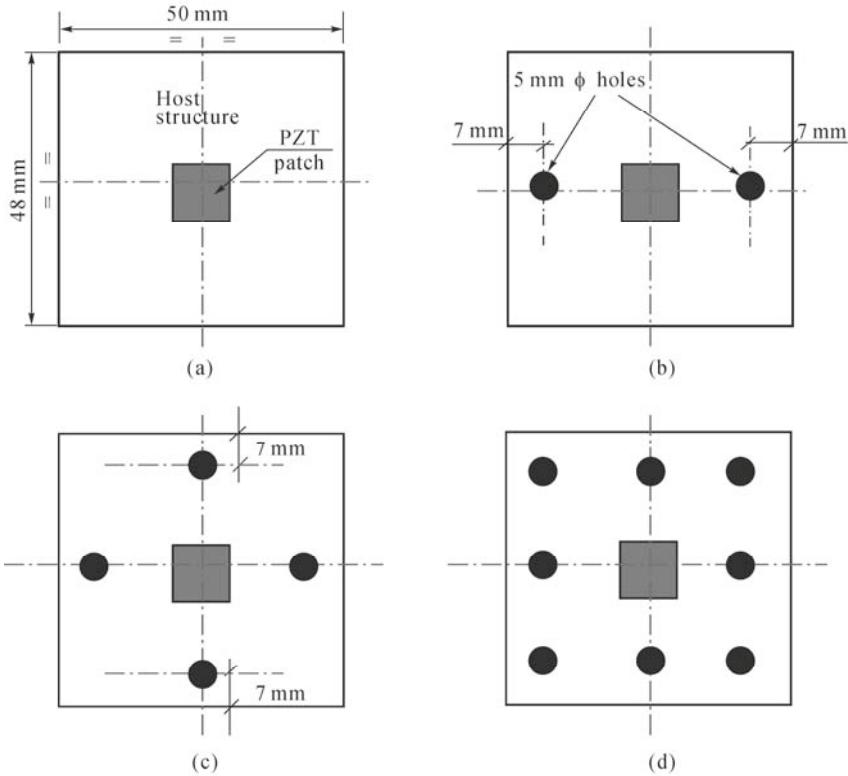 50 mm
= =
Host
structure
PZT
patch
=
=
48 mm
(a)
5 mm ϕ holes
7 mm
7 mm
(b)
7 mm
7 mm
(c)
(d)